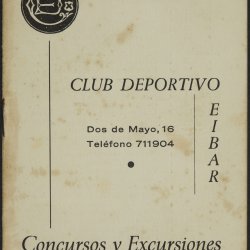 CLUB DEPORTIVO
EIBAR
Dos de Mayo, 16
Teléfono 711904
Concursos y Excursiones